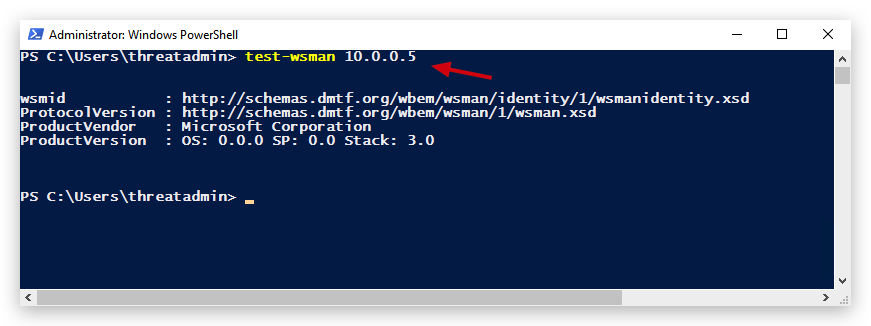 Administrator: Windows PowerShell
PS C:\Users\threatadmin> test-wsman 10.0.0.5
wsmid           : http://schemas.dmtf.org/wbem/wsman/identity/1/wsmanidentity.xsd
ProtocolVersion : http://schemas.dmtf.org/wbem/wsman/1/wsman.xsd
ProductVendor   : Microsoft Corporation
ProductVersion  : OS: 0.0.0 SP: 0.0 Stack: 3.0
PS C:\Users\threatadmin>